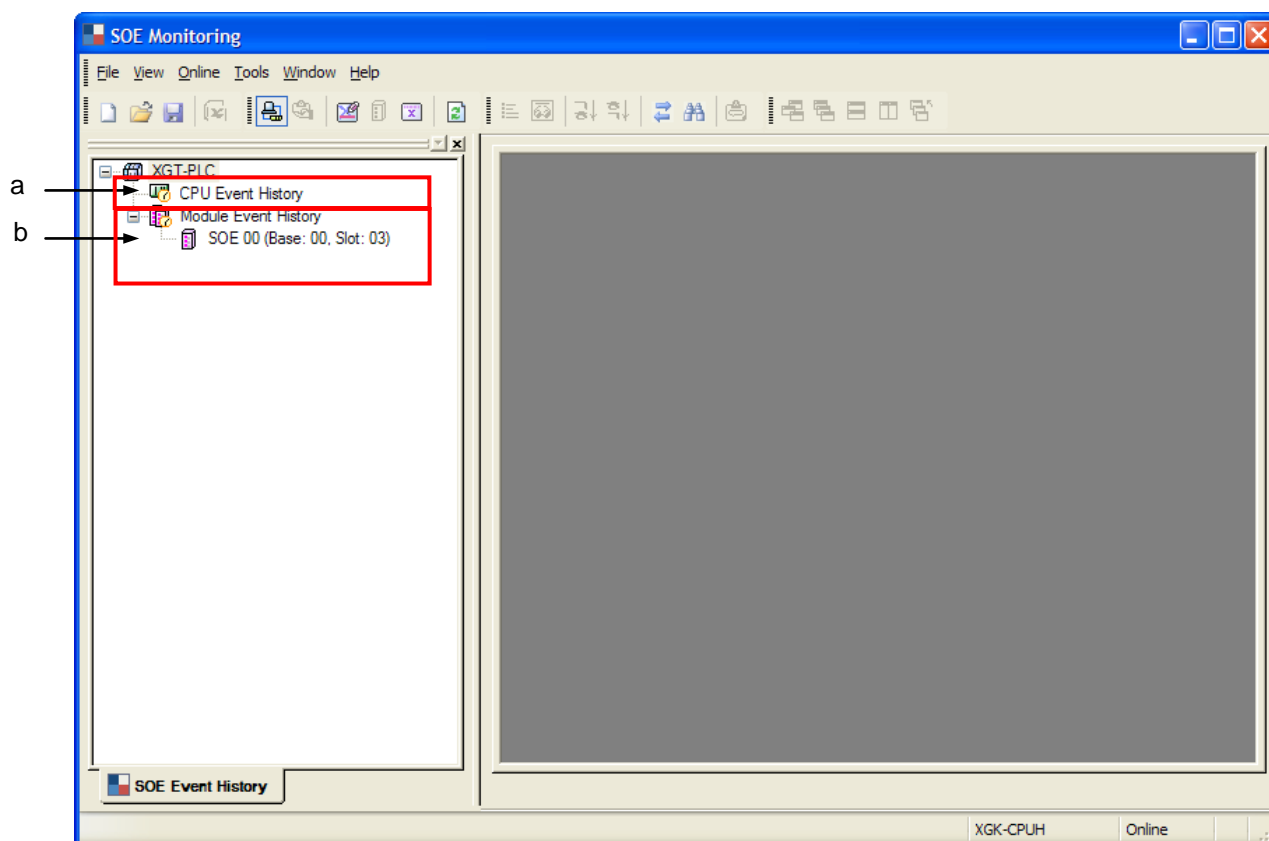 SOE Monitoring
File View Online Tools Window Help
XGT-PLC
a
CPU Event History
Module Event History
b
SOE 00 (Base: 00, Slot: 03)
SOE Event History
XGK-CPUH Online